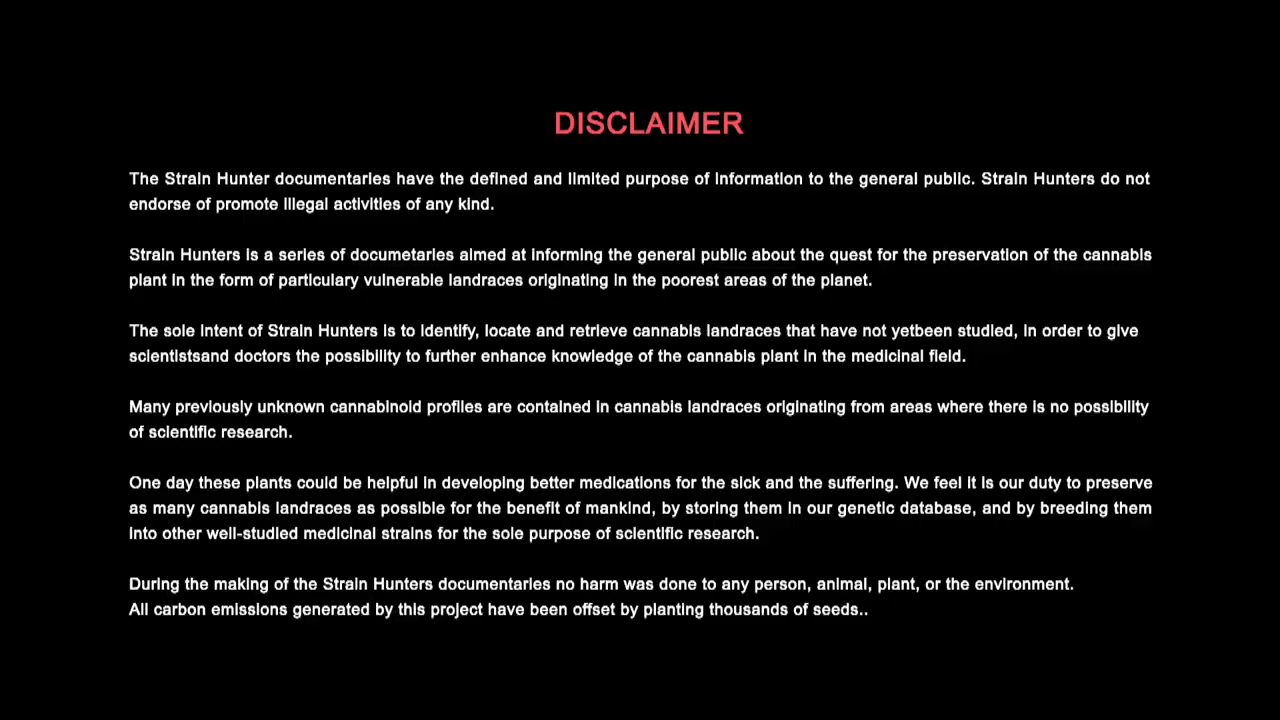 DISCLAIMER
The Strain Hunter documentaries have the defined and limited purpose of information to the general public. Strain Hunters do not
endorse of promote illegal activities of any kind.
Strain Hunters is a series of documetaries aimed at informing the general public about the quest for the preservation of the cannabis
plant in the form of particulary vulnerable landraces originating in the poorest areas of the planet.
The sole intent of Strain Hunters is to identify, locate and retrieve cannabis landraces that have not yetbeen studied, in order to give
scientistsand doctors the possibility to further enhance knowledge of the cannabis plant in the medicinal field.
Many previously unknown cannabinoid profiles are contained in cannabis landraces originating from areas where there is no possibility
of scientific research.
One day these plants could be helpful in developing better medications for the sick and the suffering. We feel it is our duty to preserve
as many cannabis landraces as possible for the benefit of mankind, by storing them in our genetic database, and by breeding them
into other well-studied medicinal strains for the sole purpose of scientific research.
During the making of the Strain Hunters documentaries no harm was done to any person, animal, plant, or the environment.
All carbon emissions generated by this project have been offset by planting thousands of seeds..